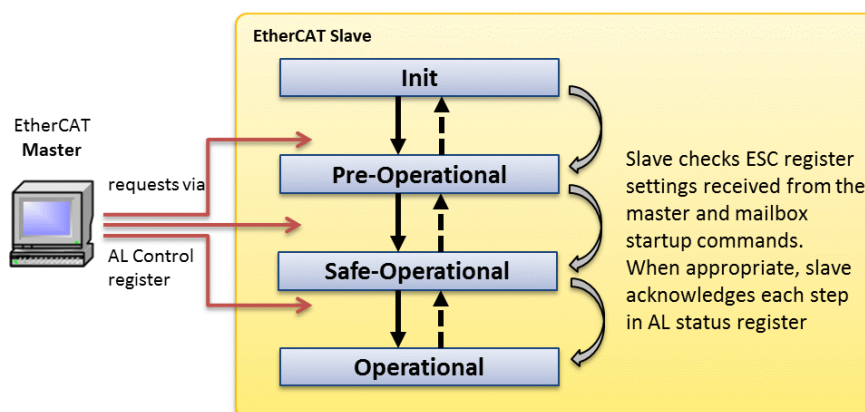 EtherCAT Slave
Init
EtherCAT
Master
requests via
AL Control
register
Pre-Operational
Safe-Operational
Operational
Slave checks ESC register
settings received from the
master and mailbox
startup commands.
When appropriate, slave
acknowledges each step
in AL status register